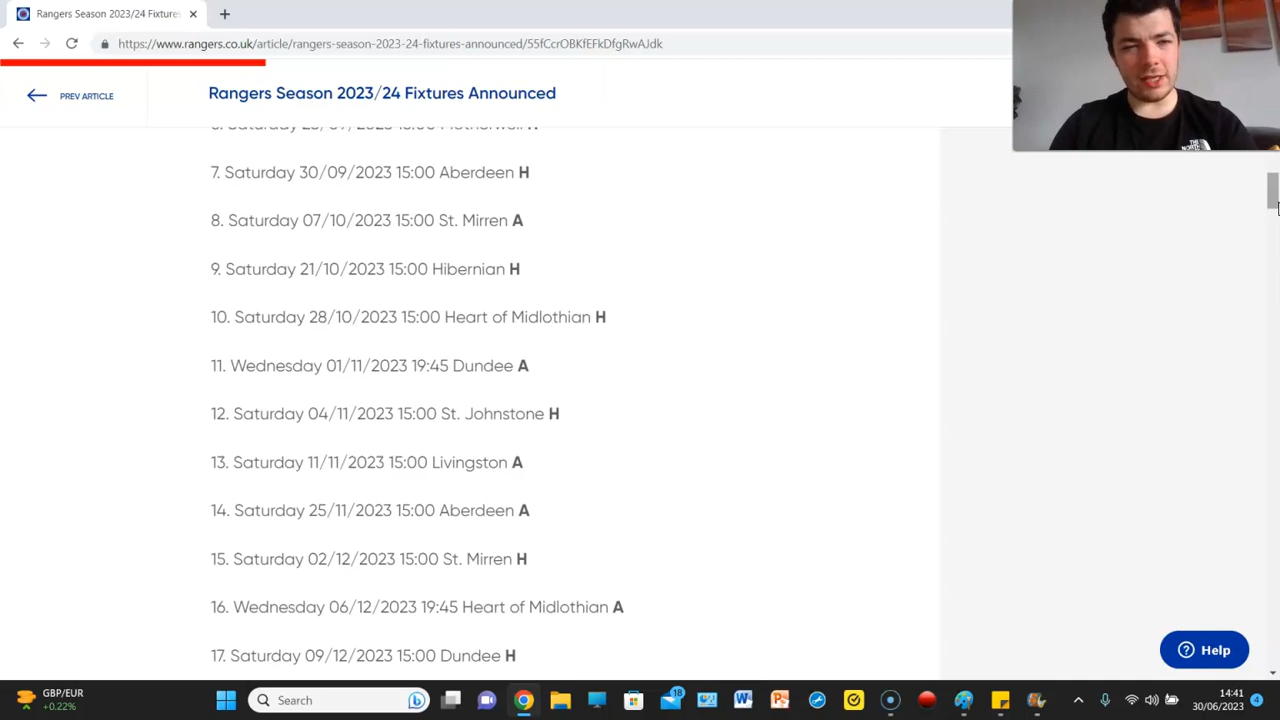 Rangers Season 2023/24 Fixtures
https://www.rangers.co.uk/article/rangers-season-2023-24-fixtures-announced/55fCcrOBKfEFkDfgRwAJdk
PREV ARTICLE
Rangers Season 2023/24 Fixtures Announced
7. Saturday 30/09/2023 15:00 Aberdeen H
8. Saturday 07/10/2023 15:00 St. Mirren A
9. Saturday 21/10/2023 15:00 Hibernian H
10. Saturday 28/10/2023 15:00 Heart of Midlothian H
11. Wednesday 01/11/2023 19:45 Dundee A
12. Saturday 04/11/2023 15:00 St. Johnstone H
13. Saturday 11/11/2023 15:00 Livingston A
14. Saturday 25/11/2023 15:00 Aberdeen A
15. Saturday 02/12/2023 15:00 St. Mirren H
16. Wednesday 06/12/2023 19:45 Heart of Midlothian A
17. Saturday 09/12/2023 15:00 Dundee H
Help
GBP/EUR
+0.22%
Search
18
14:41
30/06/2023
4